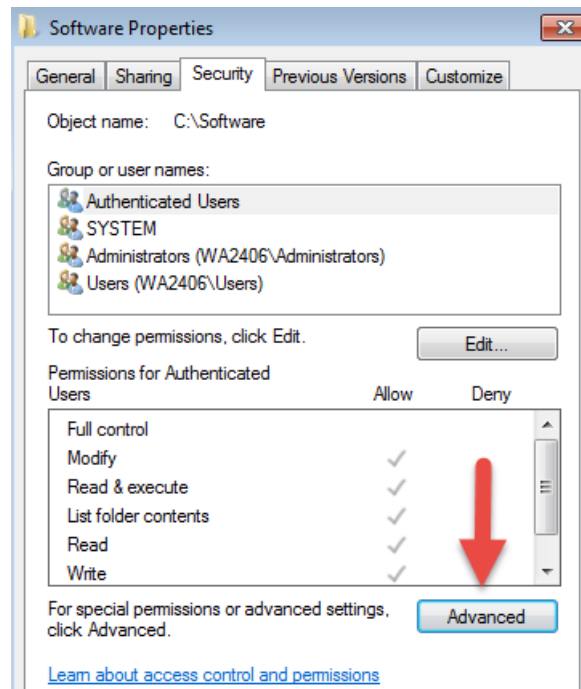 Software Properties
General Sharing Security Previous Versions Customize
Object name: C:\Software
Group or user names:
Authenticated Users
SYSTEM
Administrators (WA2406\Administrators)
Users (WA2406\Users)
To change permissions, click Edit.
Edit...
Permissions for Authenticated
Users Allow Deny
Full control
Modify
Read & execute
List folder contents
Read
Write
For special permissions or advanced settings,
click Advanced.
Advanced
Learn about access control and permissions